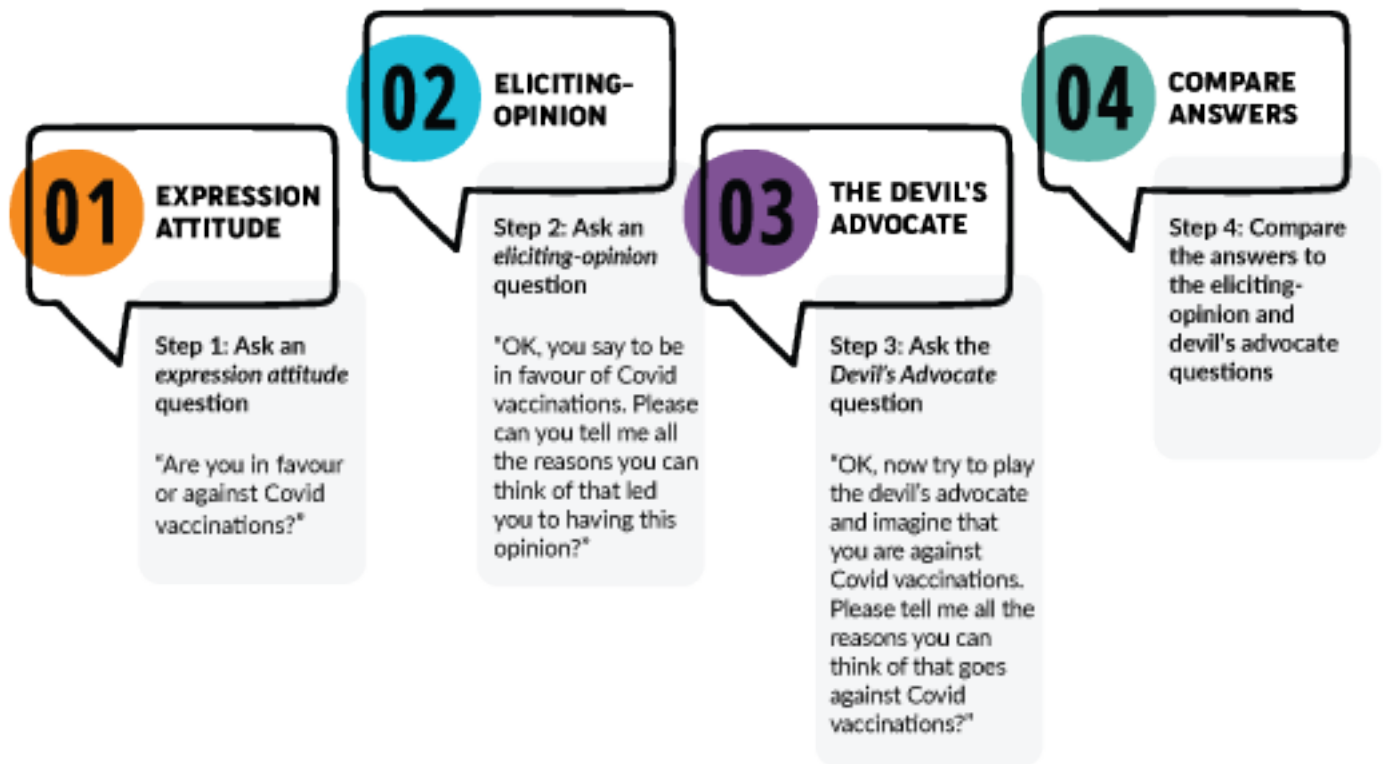 01
EXPRESSION
ATTITUDE
Step 1: Ask an
expression attitude
question
"Are you in favour
or against Covid
vaccinations?"
02
ELICITING-
OPINION
Step 2: Ask an
eliciting-opinion
question
"OK, you say to be
in favour of Covid
vaccinations. Please
can you tell me all
the reasons you can
think of that led
you to having this
opinion?"
03
THE DEVIL'S
ADVOCATE
Step 3: Ask the
Devil's Advocate
question
"OK, now try to play
the devil's advocate
and imagine that
you are against
Covid vaccinations.
Please tell me all the
reasons you can
think of that goes
against Covid
vaccinations?"
04
COMPARE
ANSWERS
Step 4: Compare
the answers to
the eliciting-
opinion and
devil's advocate
questions